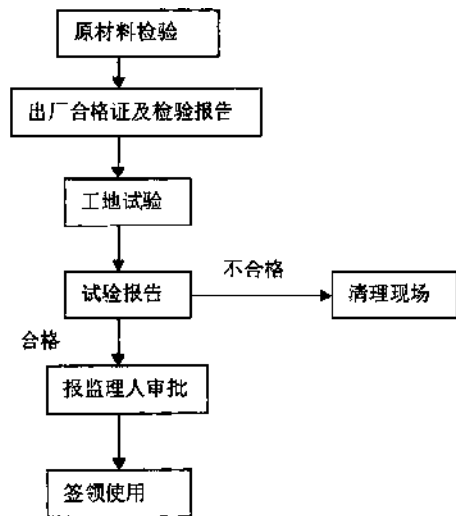 原材料检验
出厂合格证及检验报告
工地试验
试验报告
不合格
清理现场
合格
报监理人审批
签领使用